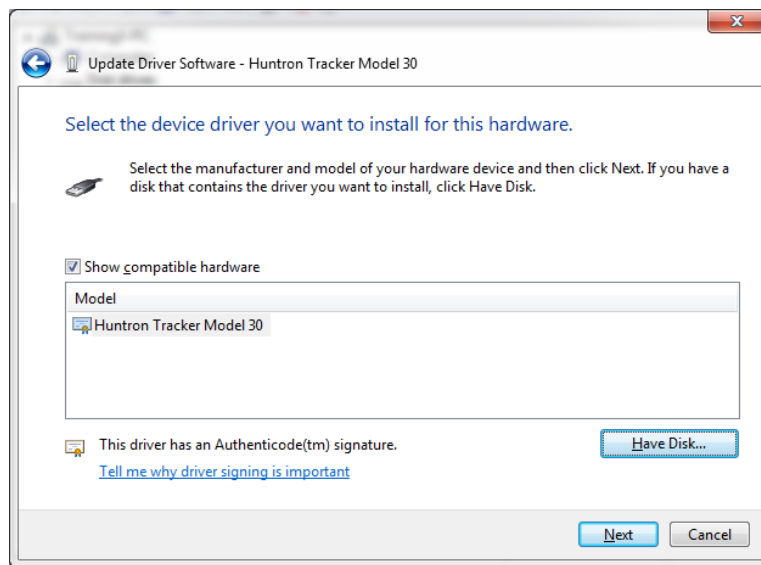 Update Driver Software - Huntron Tracker Model 30
Select the device driver you want to install for this hardware.
Select the manufacturer and model of your hardware device and then click Next. If you have a
disk that contains the driver you want to install, click Have Disk.
Show compatible hardware
Model
Huntron Tracker Model 30
This driver has an Authenticode(tm) signature.
Have Disk...
Tell me why driver signing is important
Next
Cancel